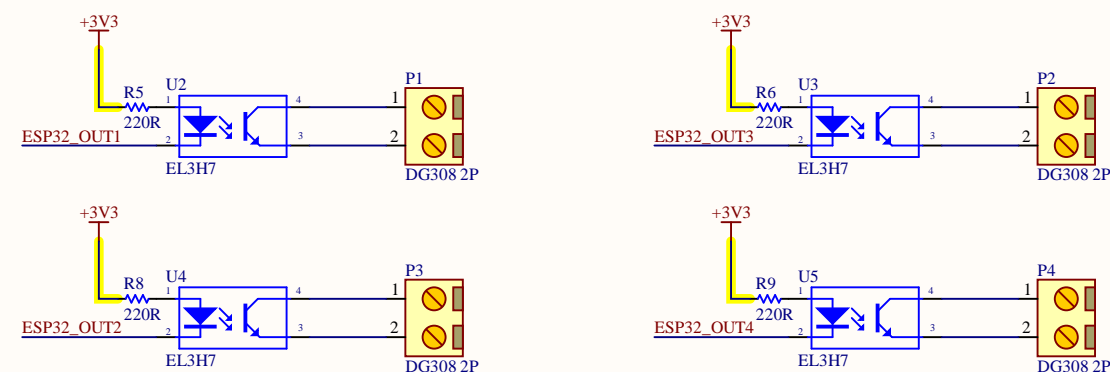 +3V3
R5
220R
U2
1
2
4
3
EL3H7
ESP32_OUT1
P1
1
2
DG308 2P
+3V3
R6
220R
U3
1
2
4
3
EL3H7
ESP32_OUT3
P2
1
2
DG308 2P
+3V3
R8
220R
U4
1
2
4
3
EL3H7
ESP32_OUT2
P3
1
2
DG308 2P
+3V3
R9
220R
U5
1
2
4
3
EL3H7
ESP32_OUT4
P4
1
2
DG308 2P